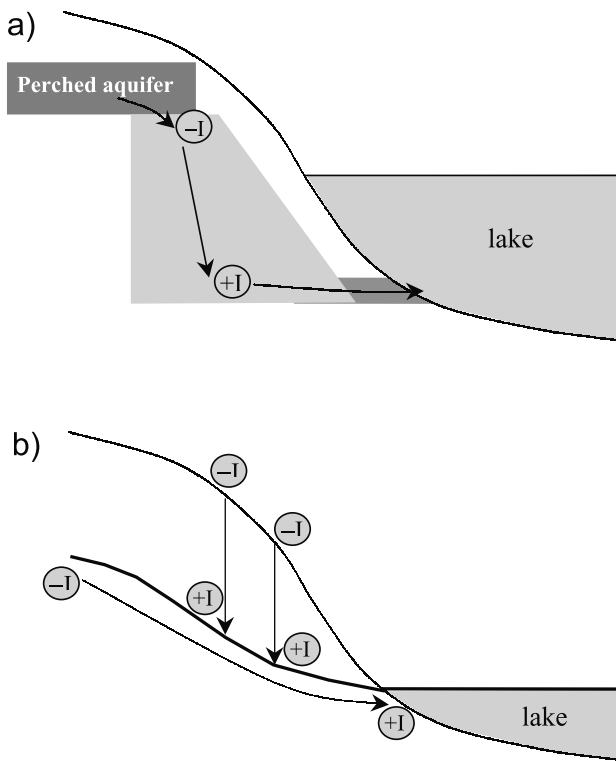 a)
Perched aquifer
–I
lake
+I
b)
–I
–I
–I
+I
+I
+I
lake